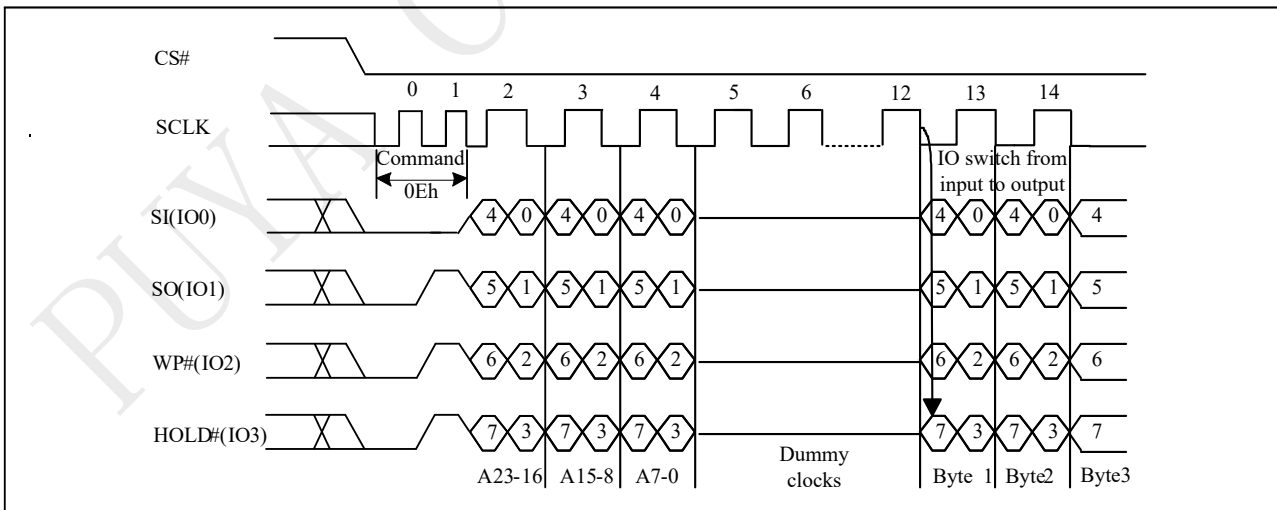 PUYA
CS#
0 1 2 3 4 5 6 12 13 14
SCLK
Command
0Eh
IO switch from
input to output
SI(IO0) 4 0 4 0 4 0 4 0 4 0 4
SO(IO1) 5 1 5 1 5 1 5 1 5 1 5
WP#(IO2) 6 2 6 2 6 2 6 2 6 2 6
HOLD#(IO3) 7 3 7 3 7 3 7 3 7 3 7
A23-16 A15-8 A7-0
Dummy
clocks
Byte 1 Byte2 Byte3